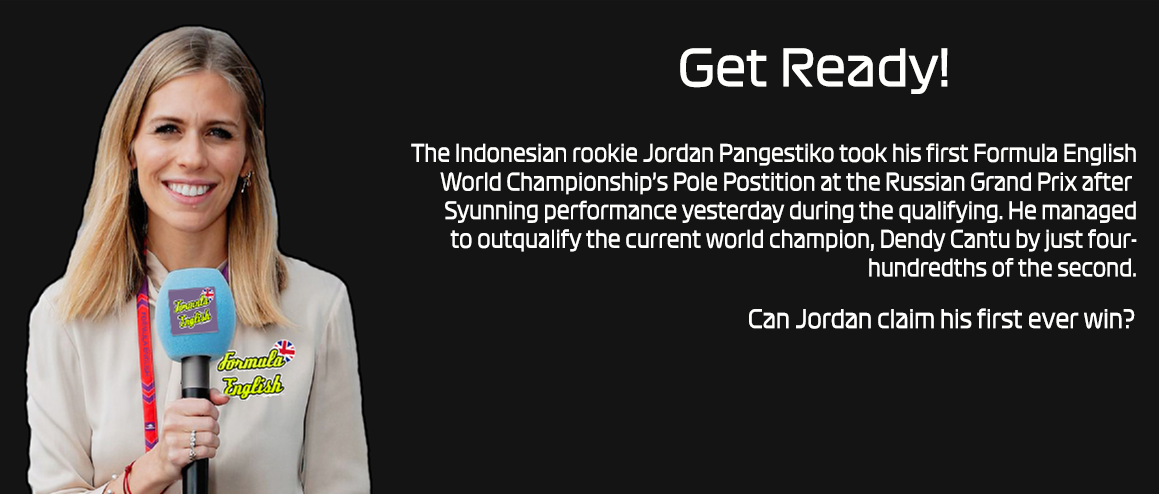 Get Ready!
The Indonesian rookie Jordan Pangestiko took his first Formula English
World Championship's Pole Postition at the Russian Grand Prix after
Syunning performance yesterday during the qualifying. He managed
to outqualify the current world champion, Dendy Cantu by just four-
hundredths of the second.
Can Jordan claim his first ever win?
Formula
English
Formula
English